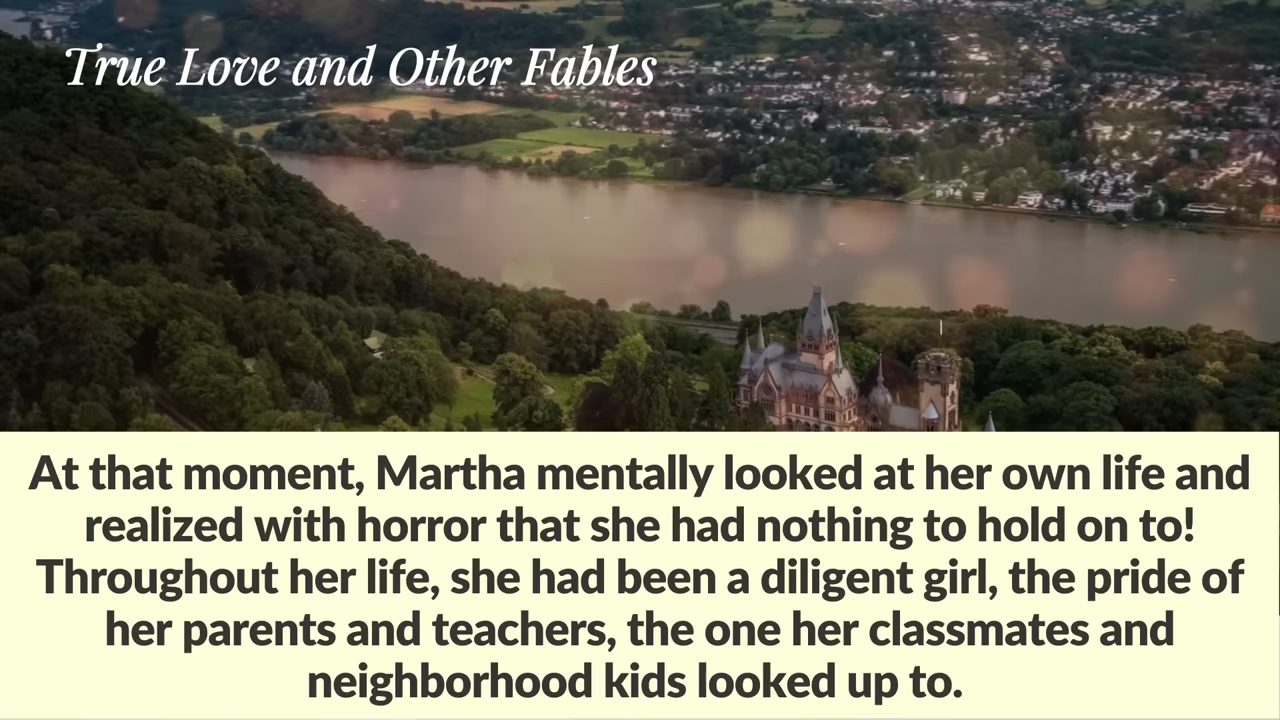 True Love and Other Fables
At that moment, Martha mentally looked at her own life and
realized with horror that she had nothing to hold on to!
Throughout her life, she had been a diligent girl, the pride of
her parents and teachers, the one her classmates and
neighborhood kids looked up to.